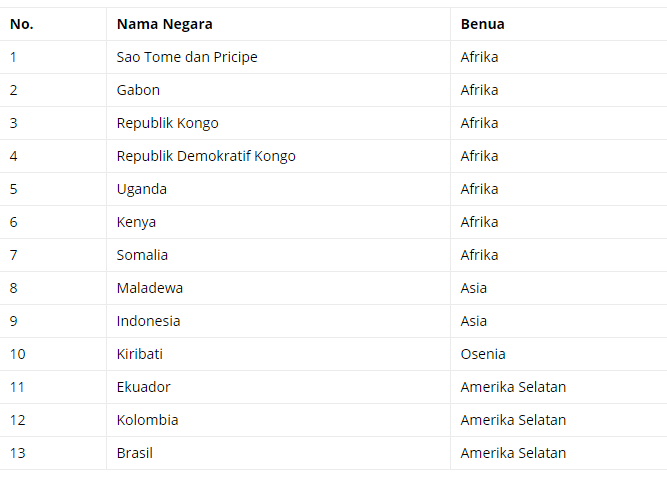 No. Nama Negara Benua
1 Sao Tome dan Pricipe Afrika
2 Gabon Afrika
3 Republik Kongo Afrika
4 Republik Demokratif Kongo Afrika
5 Uganda Afrika
6 Kenya Afrika
7 Somalia Afrika
8 Maladewa Asia
9 Indonesia Asia
10 Kiribati Osenia
11 Ekuador Amerika Selatan
12 Kolombia Amerika Selatan
13 Brasil Amerika Selatan